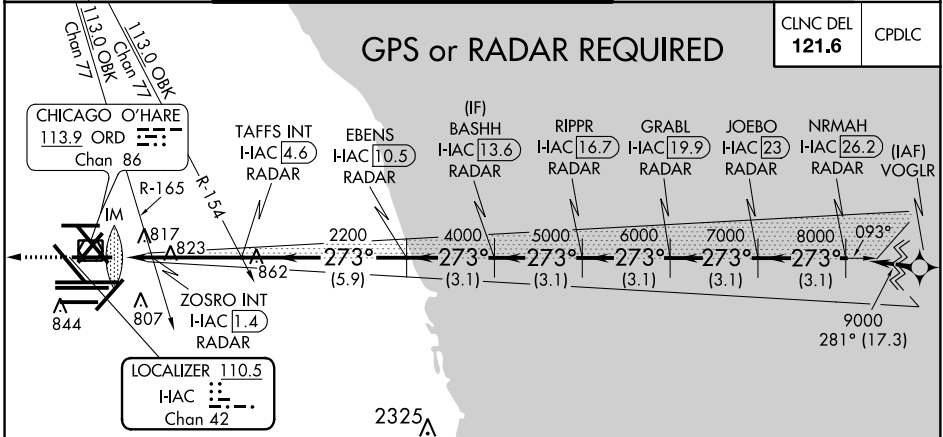 113.0 OBK
Chan 77
113.0 OBK
Chan 77
GPS or RADAR REQUIRED
CLNC DEL
121.6
CPDLC
CHICAGO O'HARE
113.9 ORD
Chan 86
R-165
R-154
TAFFS INT
I-IAC 4.6
RADAR
EBENS
I-IAC 10.5
RADAR
(IF)
BASHH
I-IAC 13.6
RADAR
RIPPR
I-IAC 16.7
RADAR
GRABL
I-IAC 19.9
RADAR
JOEBO
I-IAC 23
RADAR
NRMAH
I-IAC 26.2
RADAR
(IAF)
VOGLR
IM
817
823
862
2200
273°
(5.9)
4000
273°
(3.1)
5000
273°
(3.1)
6000
273°
(3.1)
7000
273°
(3.1)
8000
273°
(3.1)
093°
9000
281° (17.3)
ZOSRO INT
I-IAC 1.4
RADAR
844
807
LOCALIZER 110.5
I-IAC
Chan 42
2325